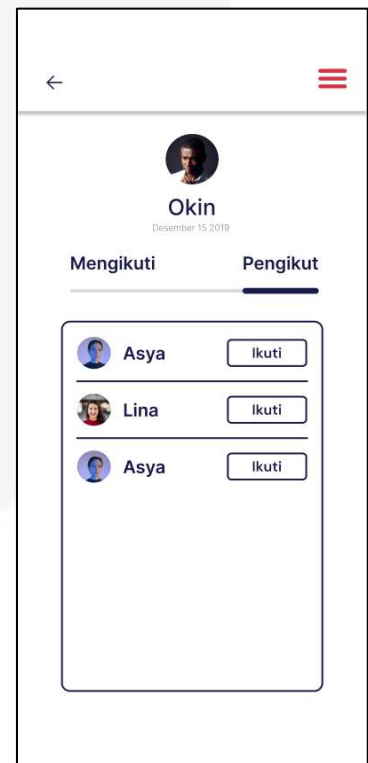 Okin
Desember 15 2019
Mengikuti Pengikut
Asya Ikuti
Lina Ikuti
Asya Ikuti